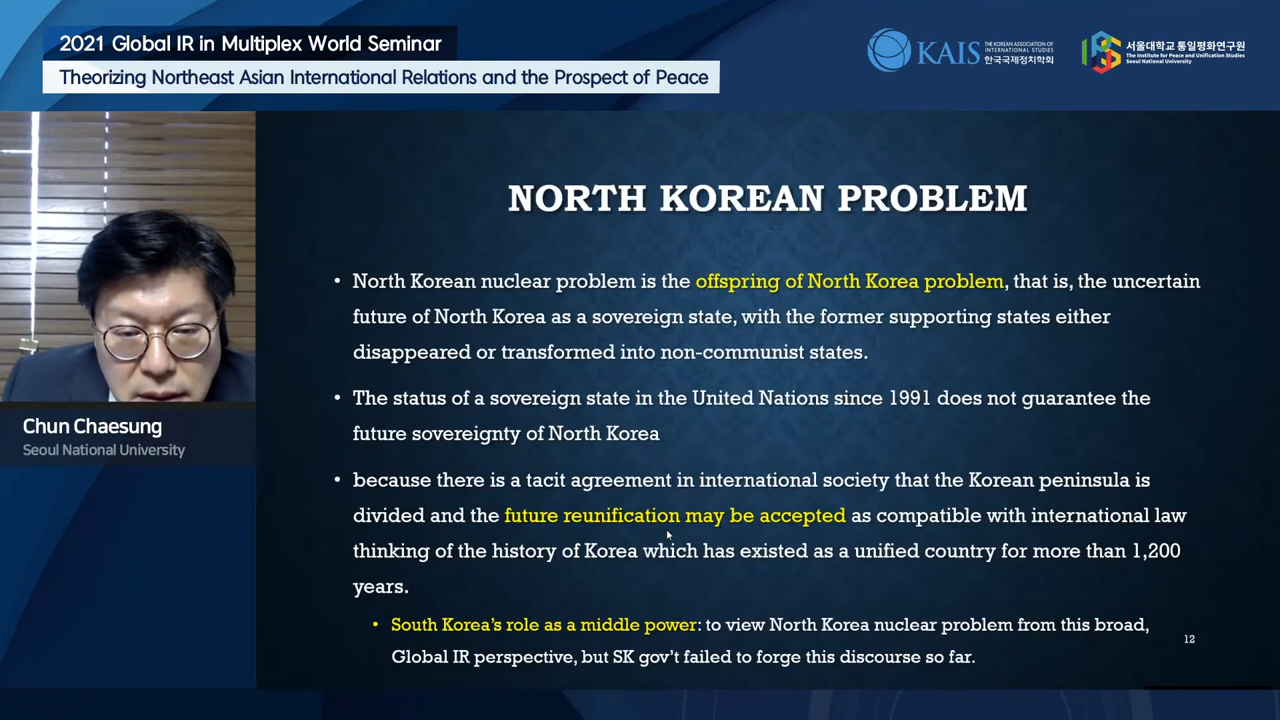 2021 Global IR in Multiplex World Seminar
Theorizing Northeast Asian International Relations and the Prospect of Peace
KAIS THE KOREAN ASSOCIATION OF
INTERNATIONAL STUDIES
한국국제정치학회
서울대학교 통일평화연구원
The Institute for Peace and Unification Studies
Seoul National University
NORTH KOREAN PROBLEM
• North Korean nuclear problem is the offspring of North Korea problem, that is, the uncertain
future of North Korea as a sovereign state, with the former supporting states either
disappeared or transformed into non-communist states.
• The status of a sovereign state in the United Nations since 1991 does not guarantee the
future sovereignty of North Korea
• because there is a tacit agreement in international society that the Korean peninsula is
divided and the future reunification may be accepted as compatible with international law
thinking of the history of Korea which has existed as a unified country for more than 1,200
years.
• South Korea's role as a middle power: to view North Korea nuclear problem from this broad,
Global IR perspective, but SK gov't failed to forge this discourse so far.
12
Chun Chaesung
Seoul National University